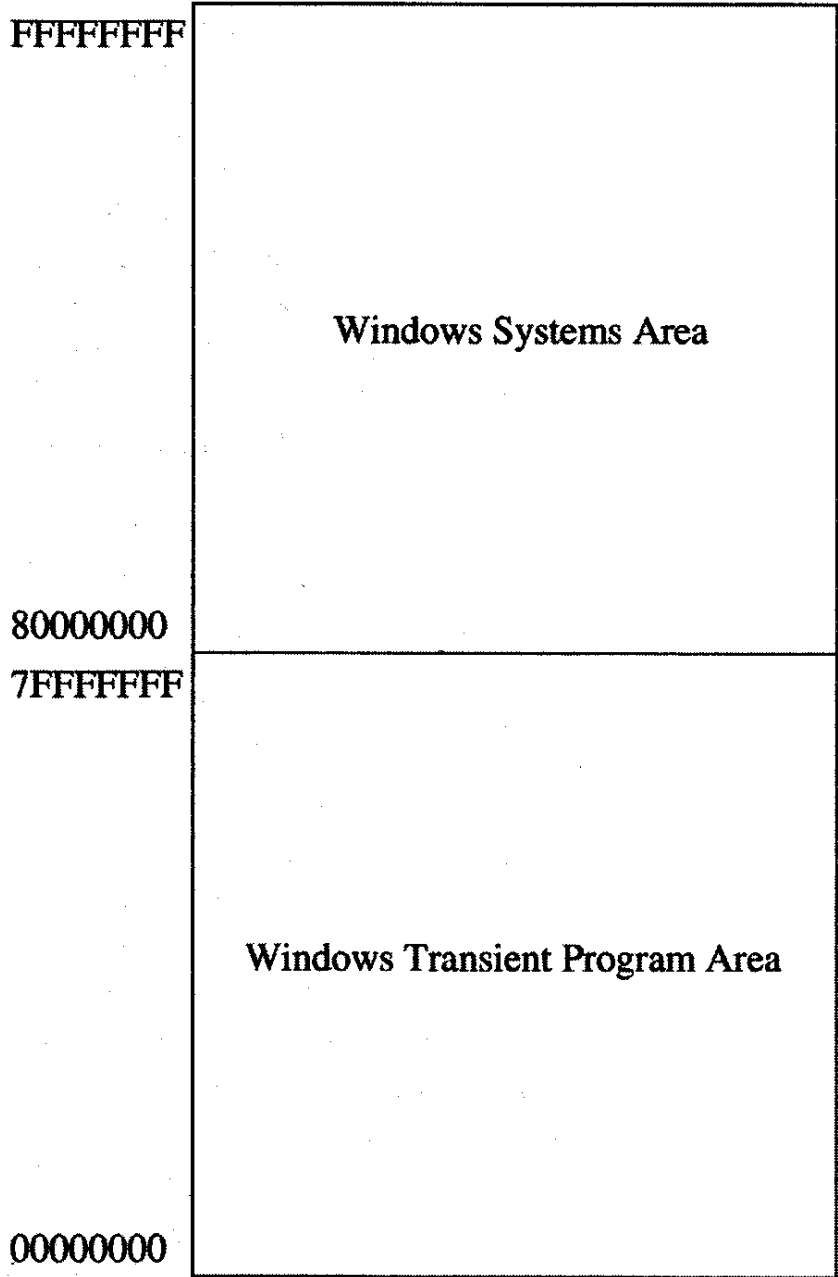 FFFFFFFF
Windows Systems Area
80000000
7FFFFFFF
Windows Transient Program Area
00000000